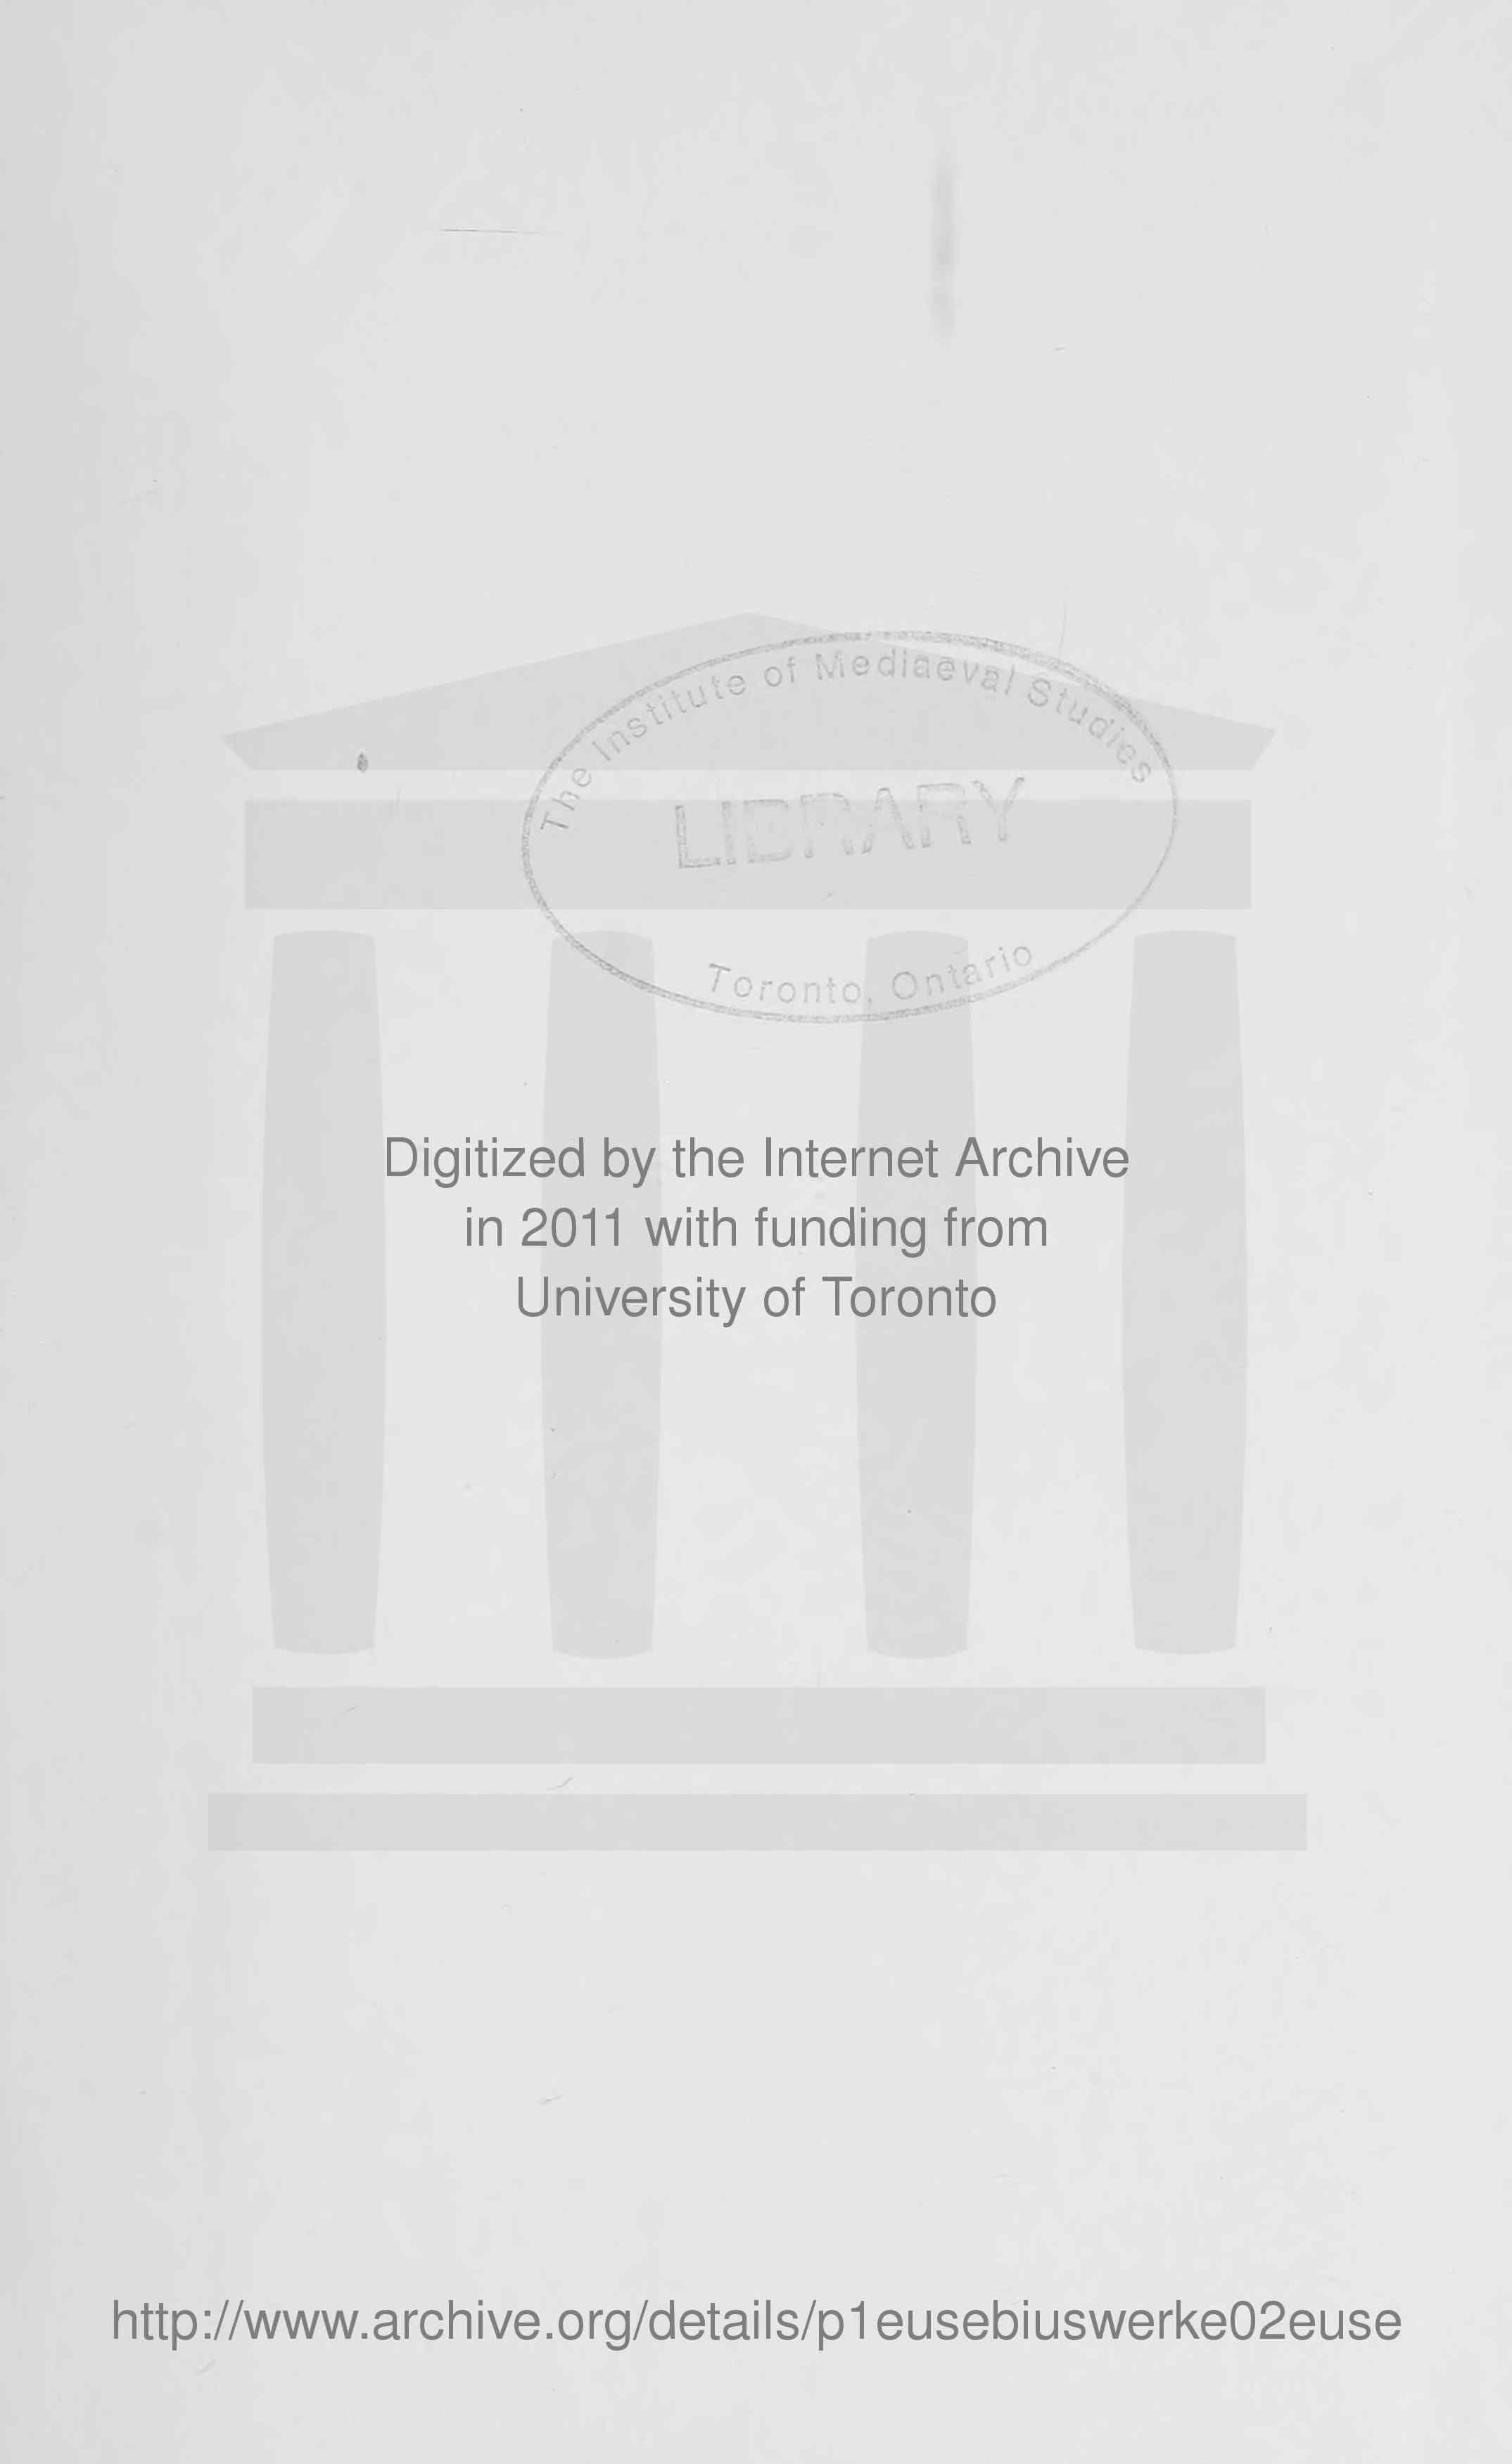 The Institute of Mediaeval Studies
LIBRARY
Toronto, Ontario
Digitized by the Internet Archive
in 2011 with funding from
University of Toronto
http://www.archive.org/details/p1eusebiuswerke02euse